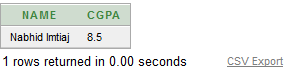 NAME CGPA
Nabhid Imtiaj 8.5
1 rows returned in 0.00 seconds CSV Export